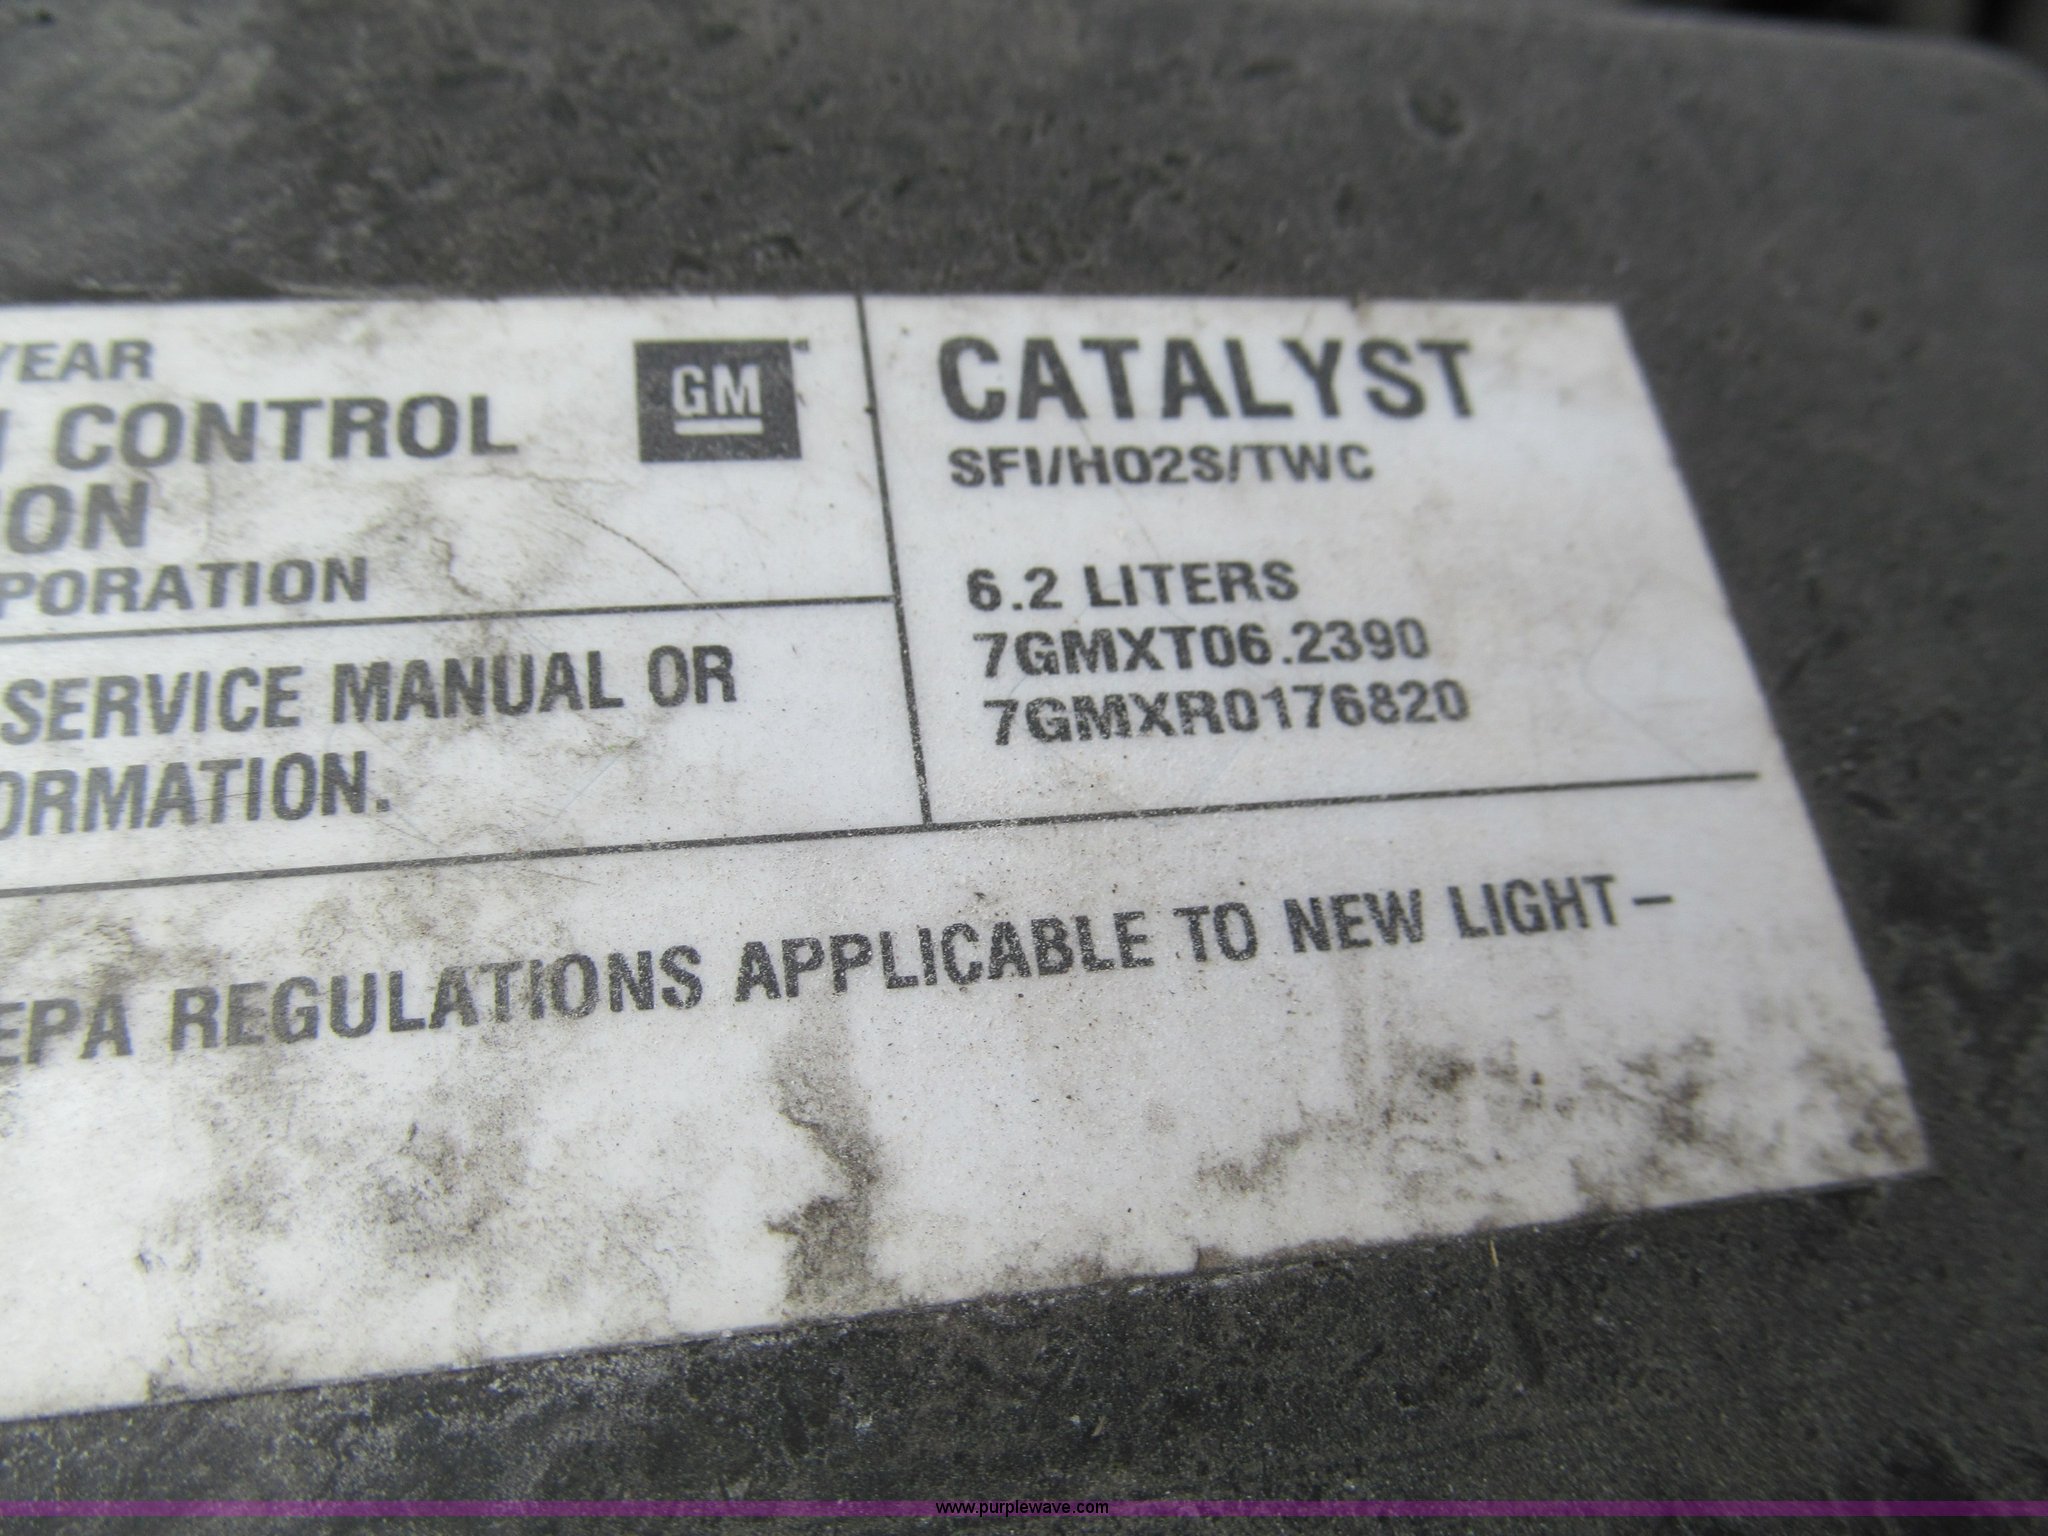 YEAR
CONTROL
ION
PORATION
GM
CATALYST
SFI/HO2S/TWC
6.2 LITERS
7GMXT06.2390
7GMXR0176820
SERVICE MANUAL OR
ORMATION.
EPA REGULATIONS APPLICABLE TO NEW LIGHT-
www.purplewave.com